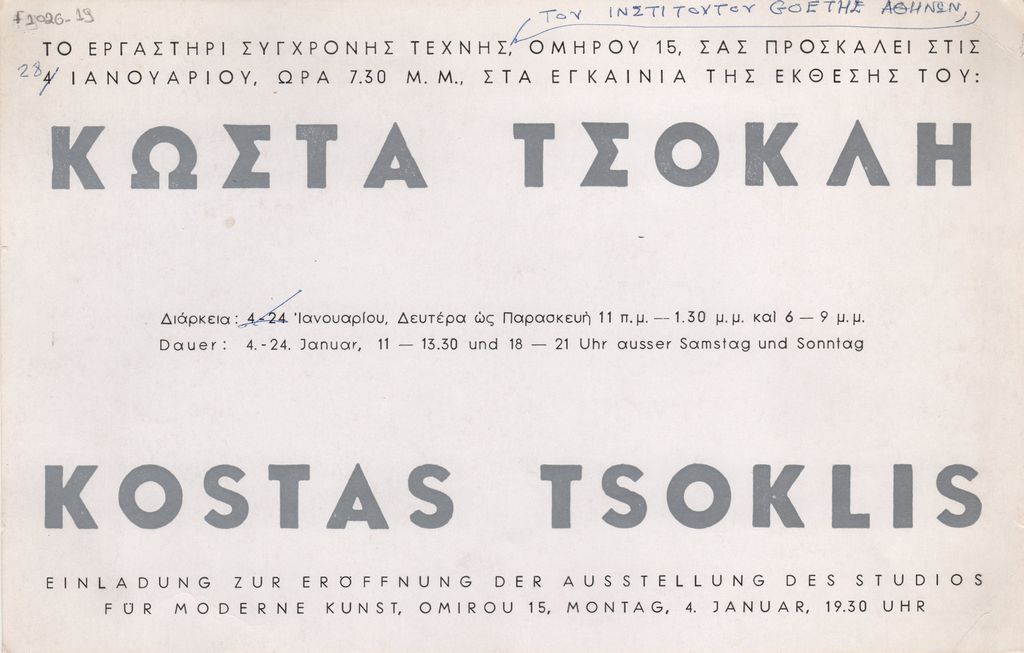 F1026-19
ΤΟΥ ΙΝΣΤΙΤΟΥΤΟΥ GOETHE ΑΘΗΝΩΝ,,
ΤΟ ΕΡΓΑΣΤΗΡΙ ΣΥΓΧΡΟΝΗΣ ΤΕΧΝΗΣ, ΟΜΗΡΟΥ 15, ΣΑΣ ΠΡΟΣΚΑΛΕΙ ΣΤΙΣ
28 4 ΙΑΝΟΥΑΡΙΟΥ, ΩΡΑ 7.30 Μ.Μ., ΣΤΑ ΕΓΚΑΙΝΙΑ ΤΗΣ ΕΚΘΕΣΗΣ ΤΟΥ:
ΚΩΣΤΑ ΤΣΟΚΛΗ
Διάρκεια: 4-24 Ἰανουαρίου, Δευτέρα ὡς Παρασκευὴ 11 π.μ. — 1.30 μ.μ. καὶ 6 — 9 μ.μ.
Dauer: 4.-24. Januar, 11 — 13.30 und 18 — 21 Uhr ausser Samstag und Sonntag
KOSTAS TSOKLIS
EINLADUNG ZUR ERÖFFNUNG DER AUSSTELLUNG DES STUDIOS
FÜR MODERNE KUNST, OMIROU 15, MONTAG, 4. JANUAR, 19.30 UHR